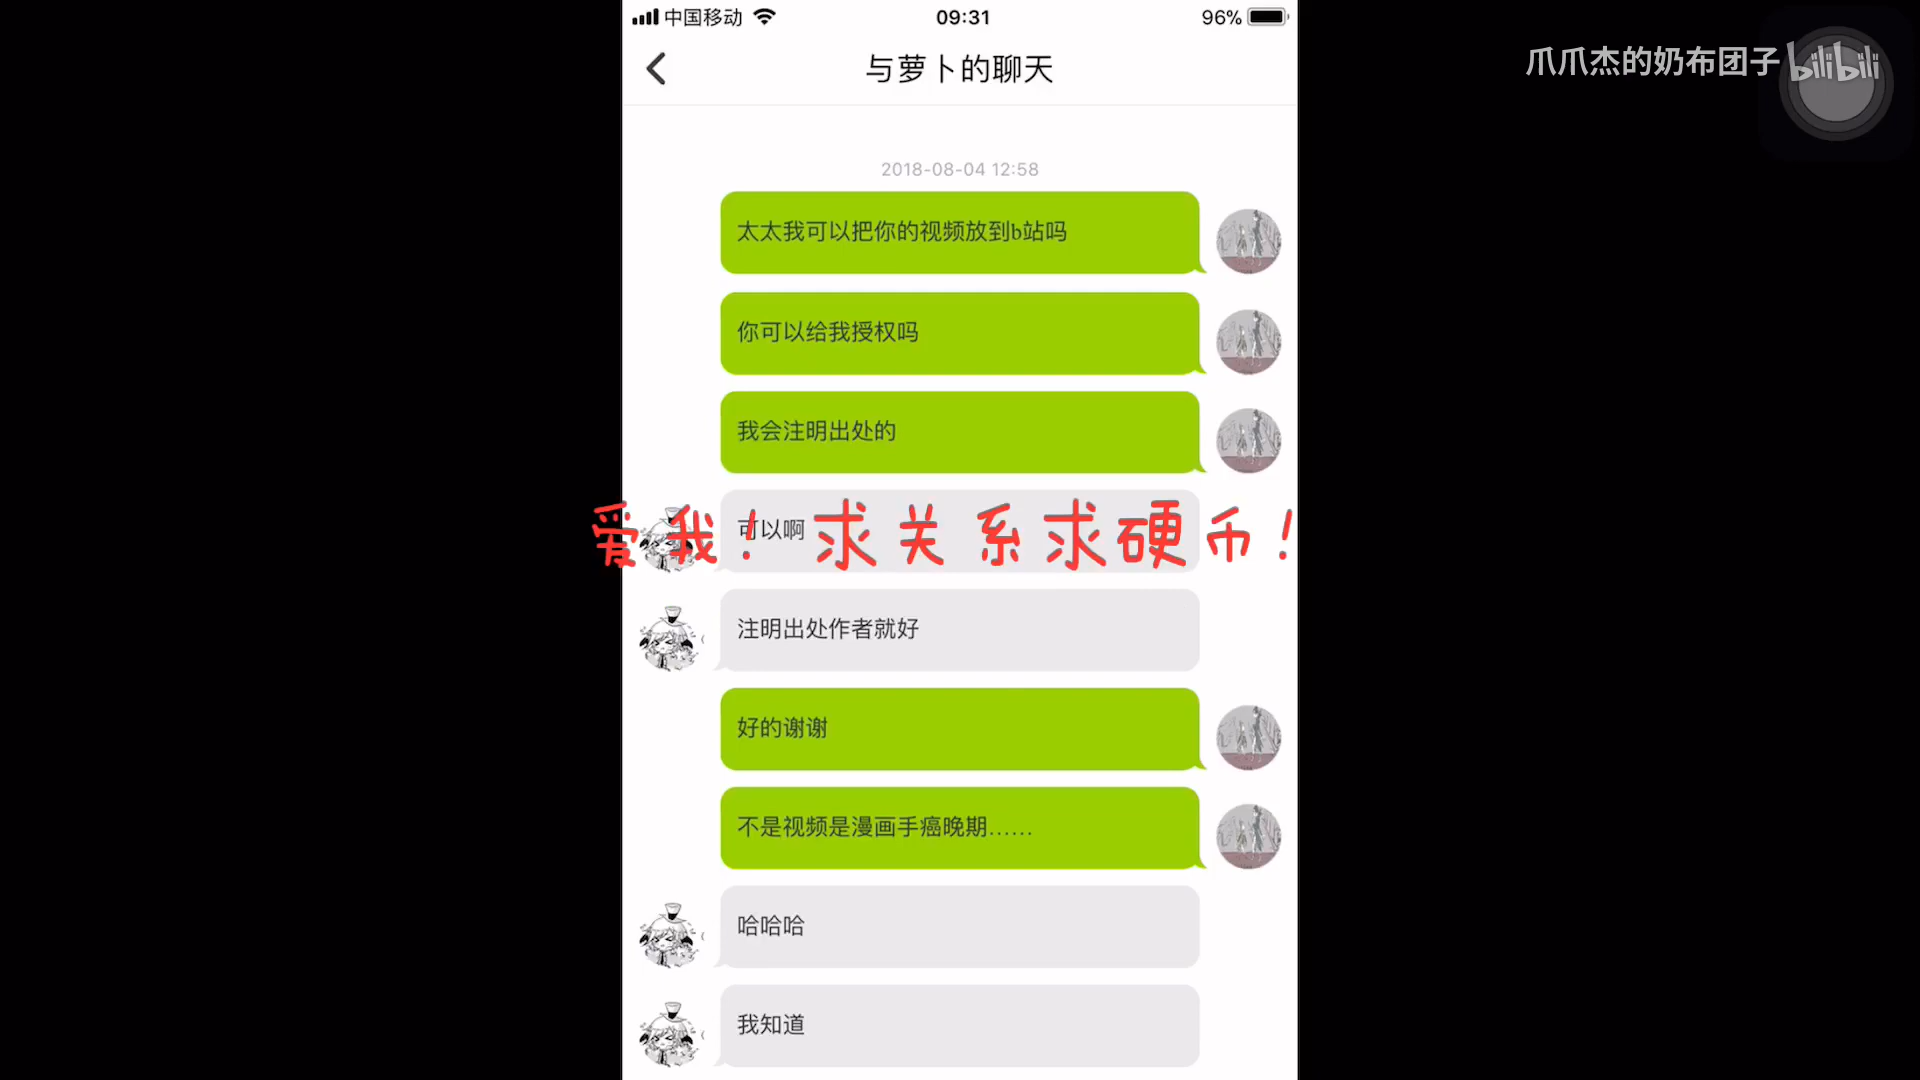 中国移动
09:31
96%
与萝卜的聊天
爪爪杰的奶布团子
bilibili
2018-08-04 12:58
太太我可以把你的视频放到b站吗
你可以给我授权吗
我会注明出处的
可以啊
爱我！求关系求硬币！
注明出处作者就好
好的谢谢
不是视频是漫画手癌晚期……
哈哈哈
我知道